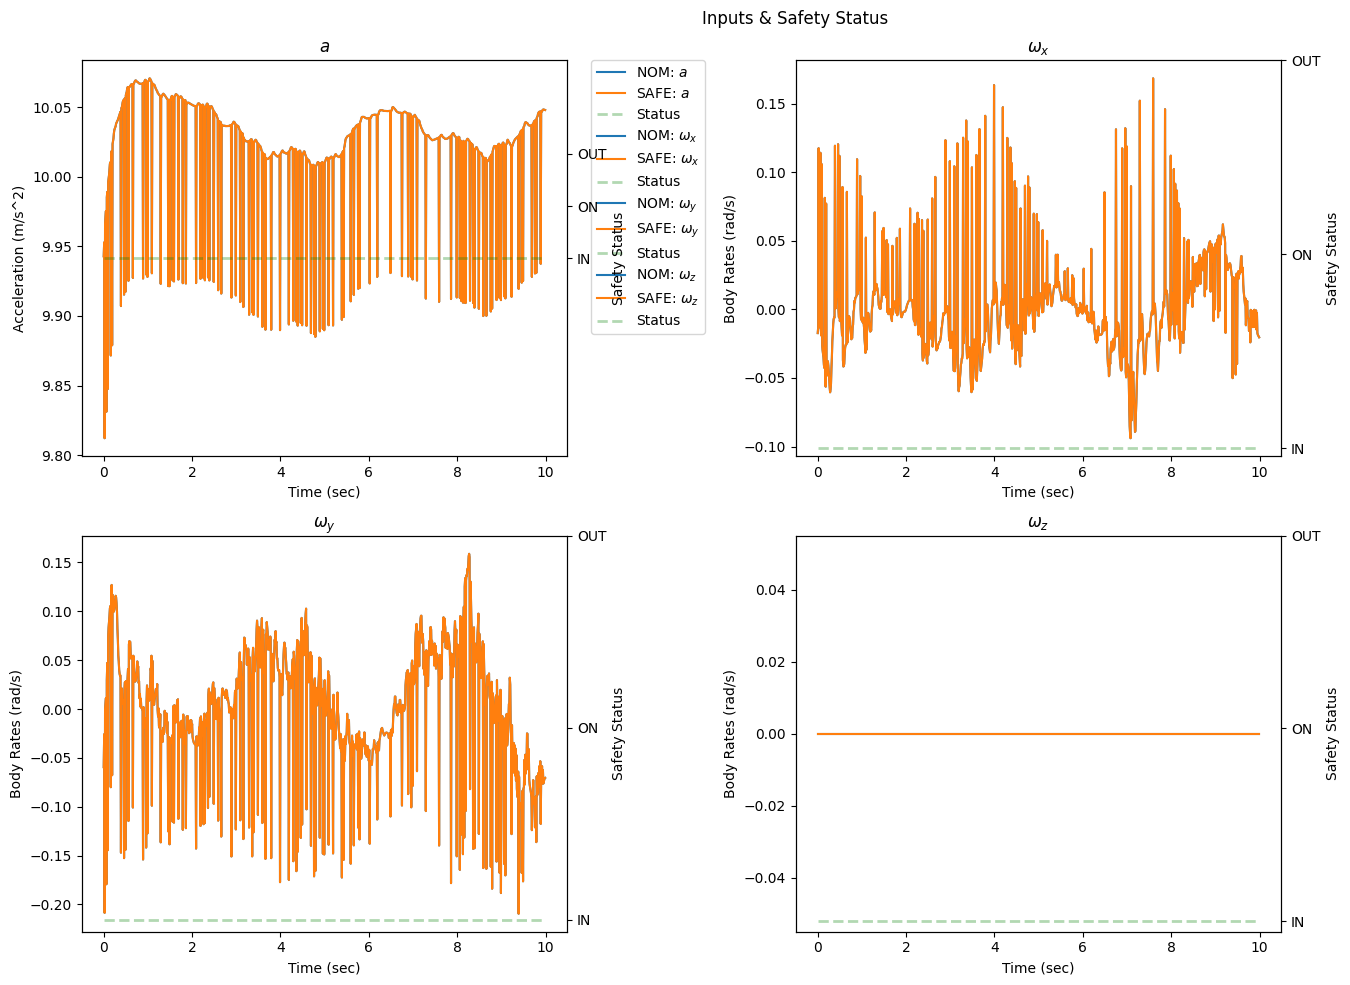 Inputs & Safety Status
a
10.05
10.00
9.95
9.90
9.85
9.80
0
2
4
6
8
10
Acceleration (m/s^2)
Time (sec)
OUT
ON
IN
Safety Status
NOM: a
SAFE: a
Status
NOM: ωx
SAFE: ωx
Status
NOM: ωy
SAFE: ωy
Status
NOM: ωz
SAFE: ωz
Status
ωx
0.15
0.10
0.05
0.00
−0.05
−0.10
0
2
4
6
8
10
Body Rates (rad/s)
Time (sec)
OUT
ON
IN
Safety Status
ωy
0.15
0.10
0.05
0.00
−0.05
−0.10
−0.15
−0.20
0
2
4
6
8
10
Body Rates (rad/s)
Time (sec)
OUT
ON
IN
Safety Status
ωz
0.04
0.02
0.00
−0.02
−0.04
0
2
4
6
8
10
Body Rates (rad/s)
Time (sec)
OUT
ON
IN
Safety Status